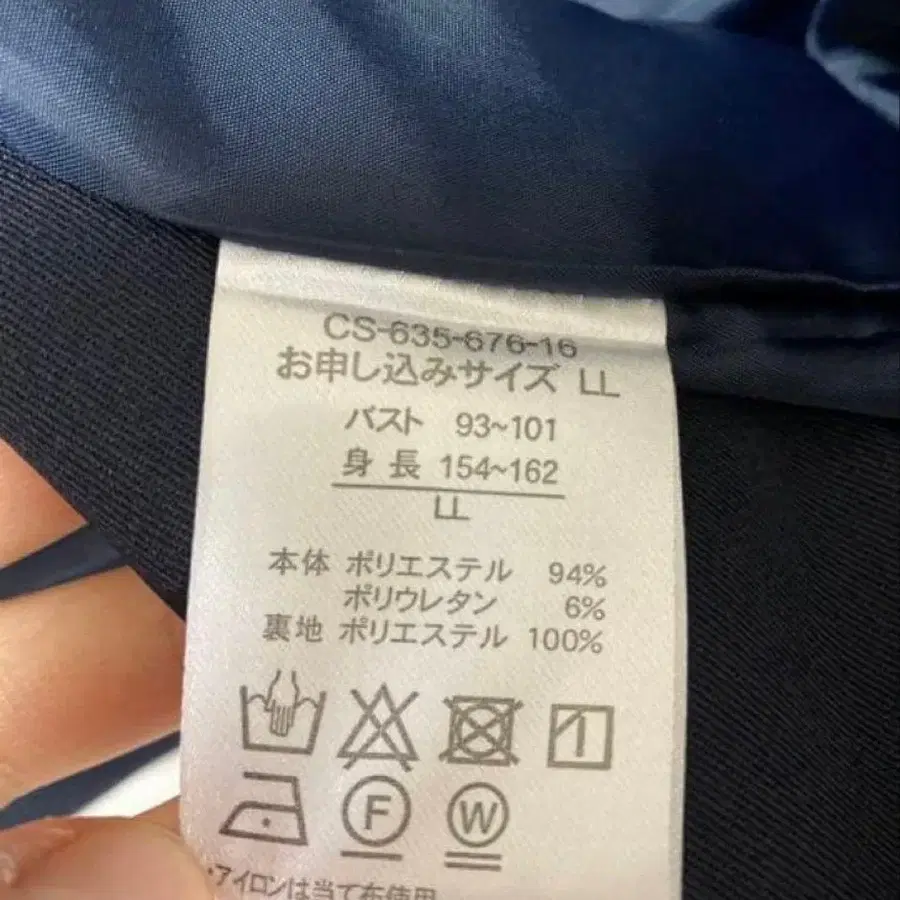 CS-635-676-16
お申し込みサイズ LL
バスト 93~101
身長 154~162
LL
本体 ポリエステル 94%
ポリウレタン 6%
裏地 ポリエステル 100%
F W
・アイロンは当て布使用